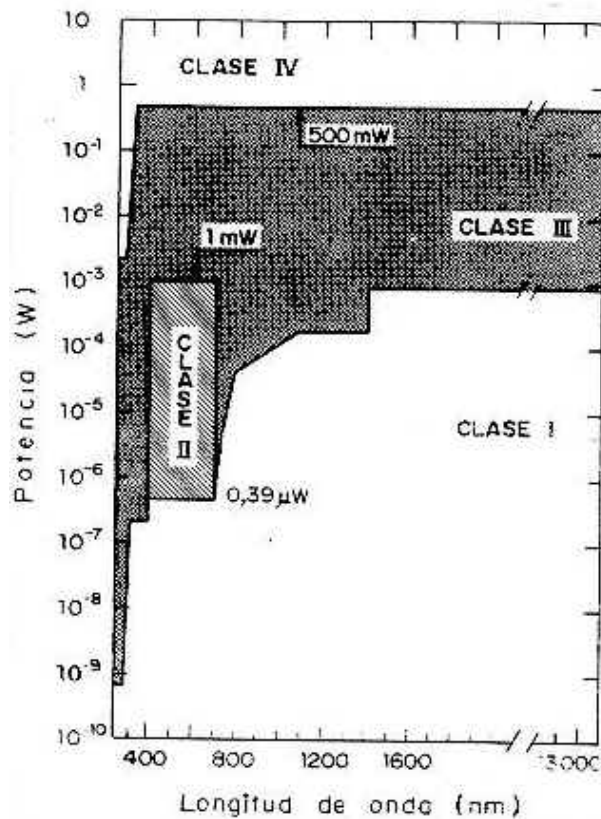 10
CLASE IV
1
500 mW
10⁻¹
10⁻²
CLASE III
1 mW
10⁻³
10⁻⁴
CLASE II
10⁻⁵
CLASE I
10⁻⁶
0,39 µW
10⁻⁷
10⁻⁸
10⁻⁹
10⁻¹⁰
Potencia (W)
400 800 1200 1600 13000
Longitud de onda (nm)